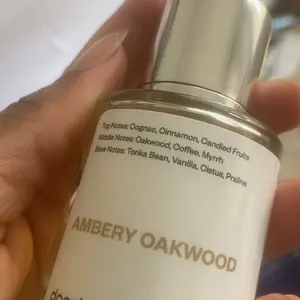 Top Notes: Cognac, Cinnamon, Candied Fruits
Middle Notes: Oakwood, Coffee, Myrrh
Base Notes: Tonka Bean, Vanilla, Cistus, Praline
AMBERY OAKWOOD